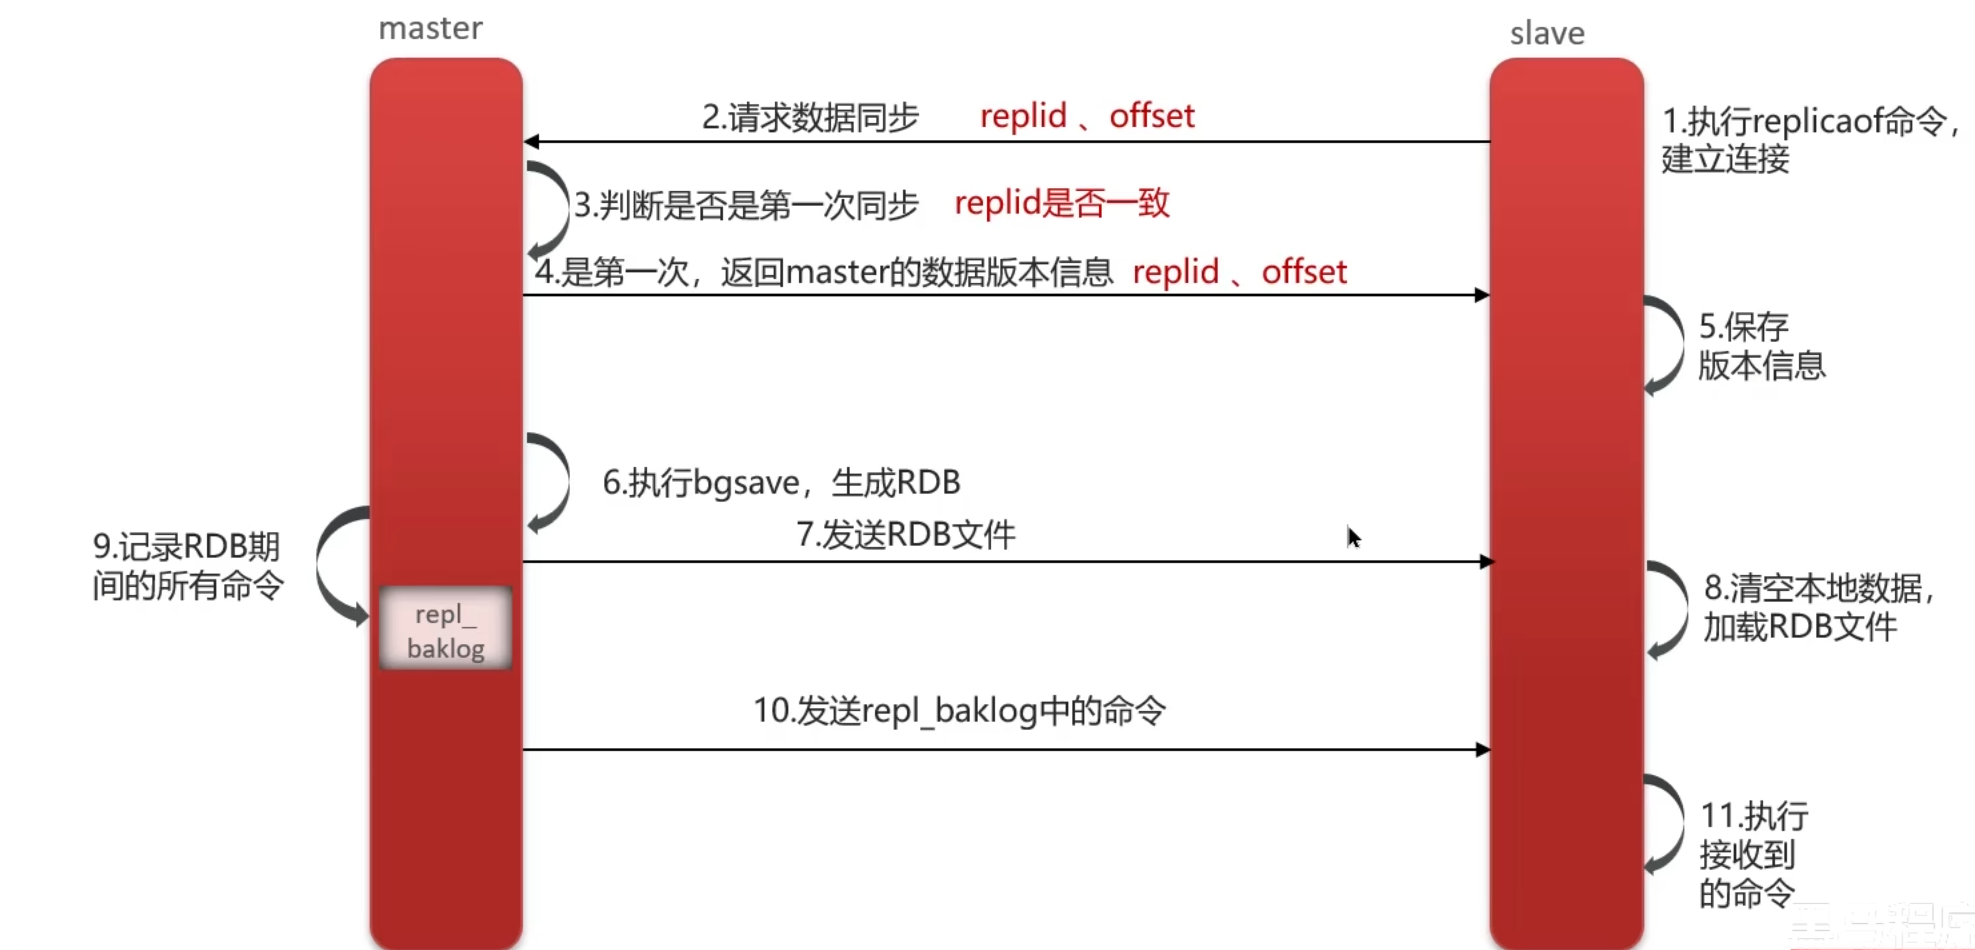 master
slave
2.请求数据同步 replid 、offset
1.执行replicaof命令，
建立连接
3.判断是否是第一次同步 replid是否一致
4.是第一次，返回master的数据版本信息 replid 、offset
5.保存
版本信息
6.执行bgsave，生成RDB
7.发送RDB文件
9.记录RDB期
间的所有命令
repl_
baklog
8.清空本地数据，
加载RDB文件
10.发送repl_baklog中的命令
11.执行
接收到
的命令